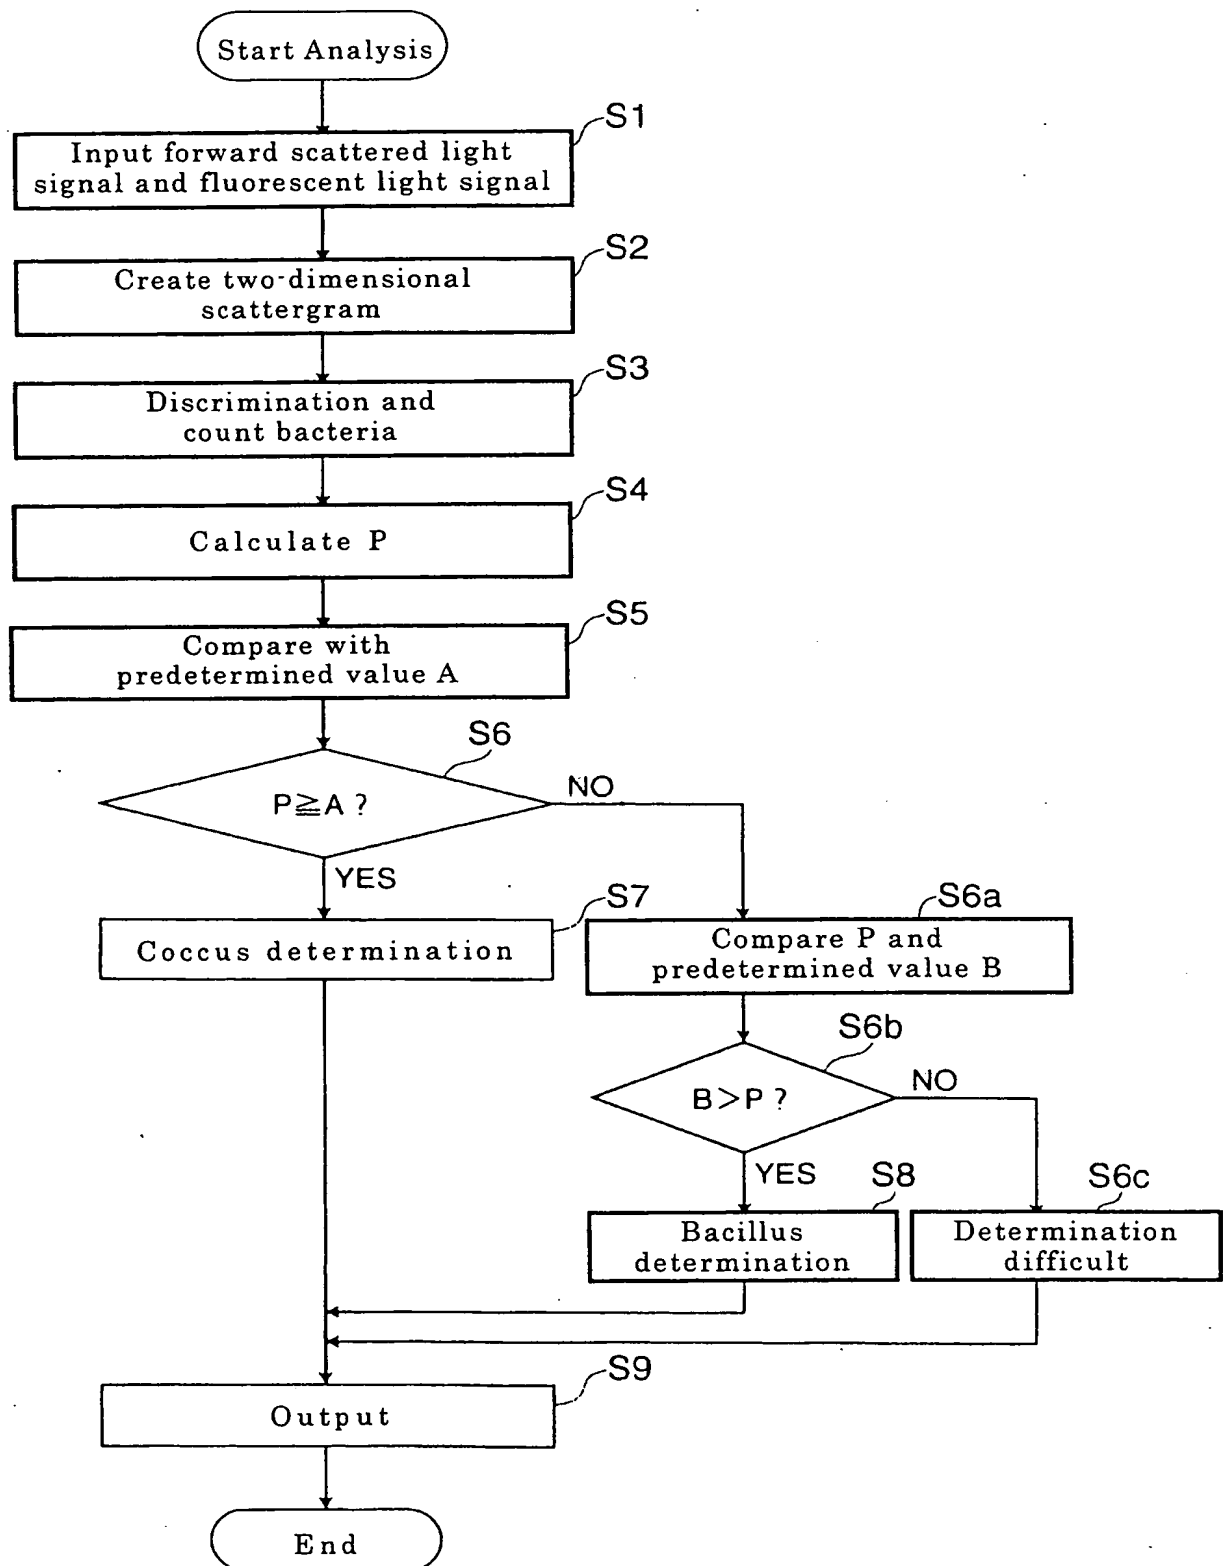 Start Analysis
S1
Input forward scattered light
signal and fluorescent light signal
S2
Create two-dimensional
scattergram
S3
Discrimination and
count bacteria
S4
Calculate P
S5
Compare with
predetermined value A
S6
P≧A ?
NO
YES
S7
Coccus determination
S6a
Compare P and
predetermined value B
S6b
B>P ?
NO
YES
S8
Bacillus
determination
S6c
Determination
difficult
S9
Output
End